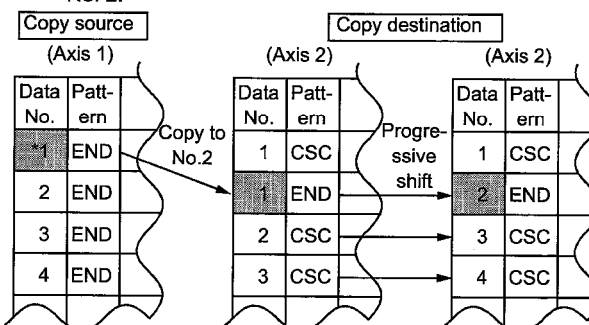 No. 2.
Copy source
Copy destination
(Axis 1)
(Axis 2)
(Axis 2)
Data No. Patt-ern
*1 END
2 END
3 END
4 END
Copy to No.2
Data No. Patt-ern
1 CSC
1 END
2 CSC
3 CSC
Progre-ssive shift
Data No. Patt-ern
1 CSC
2 END
3 CSC
4 CSC